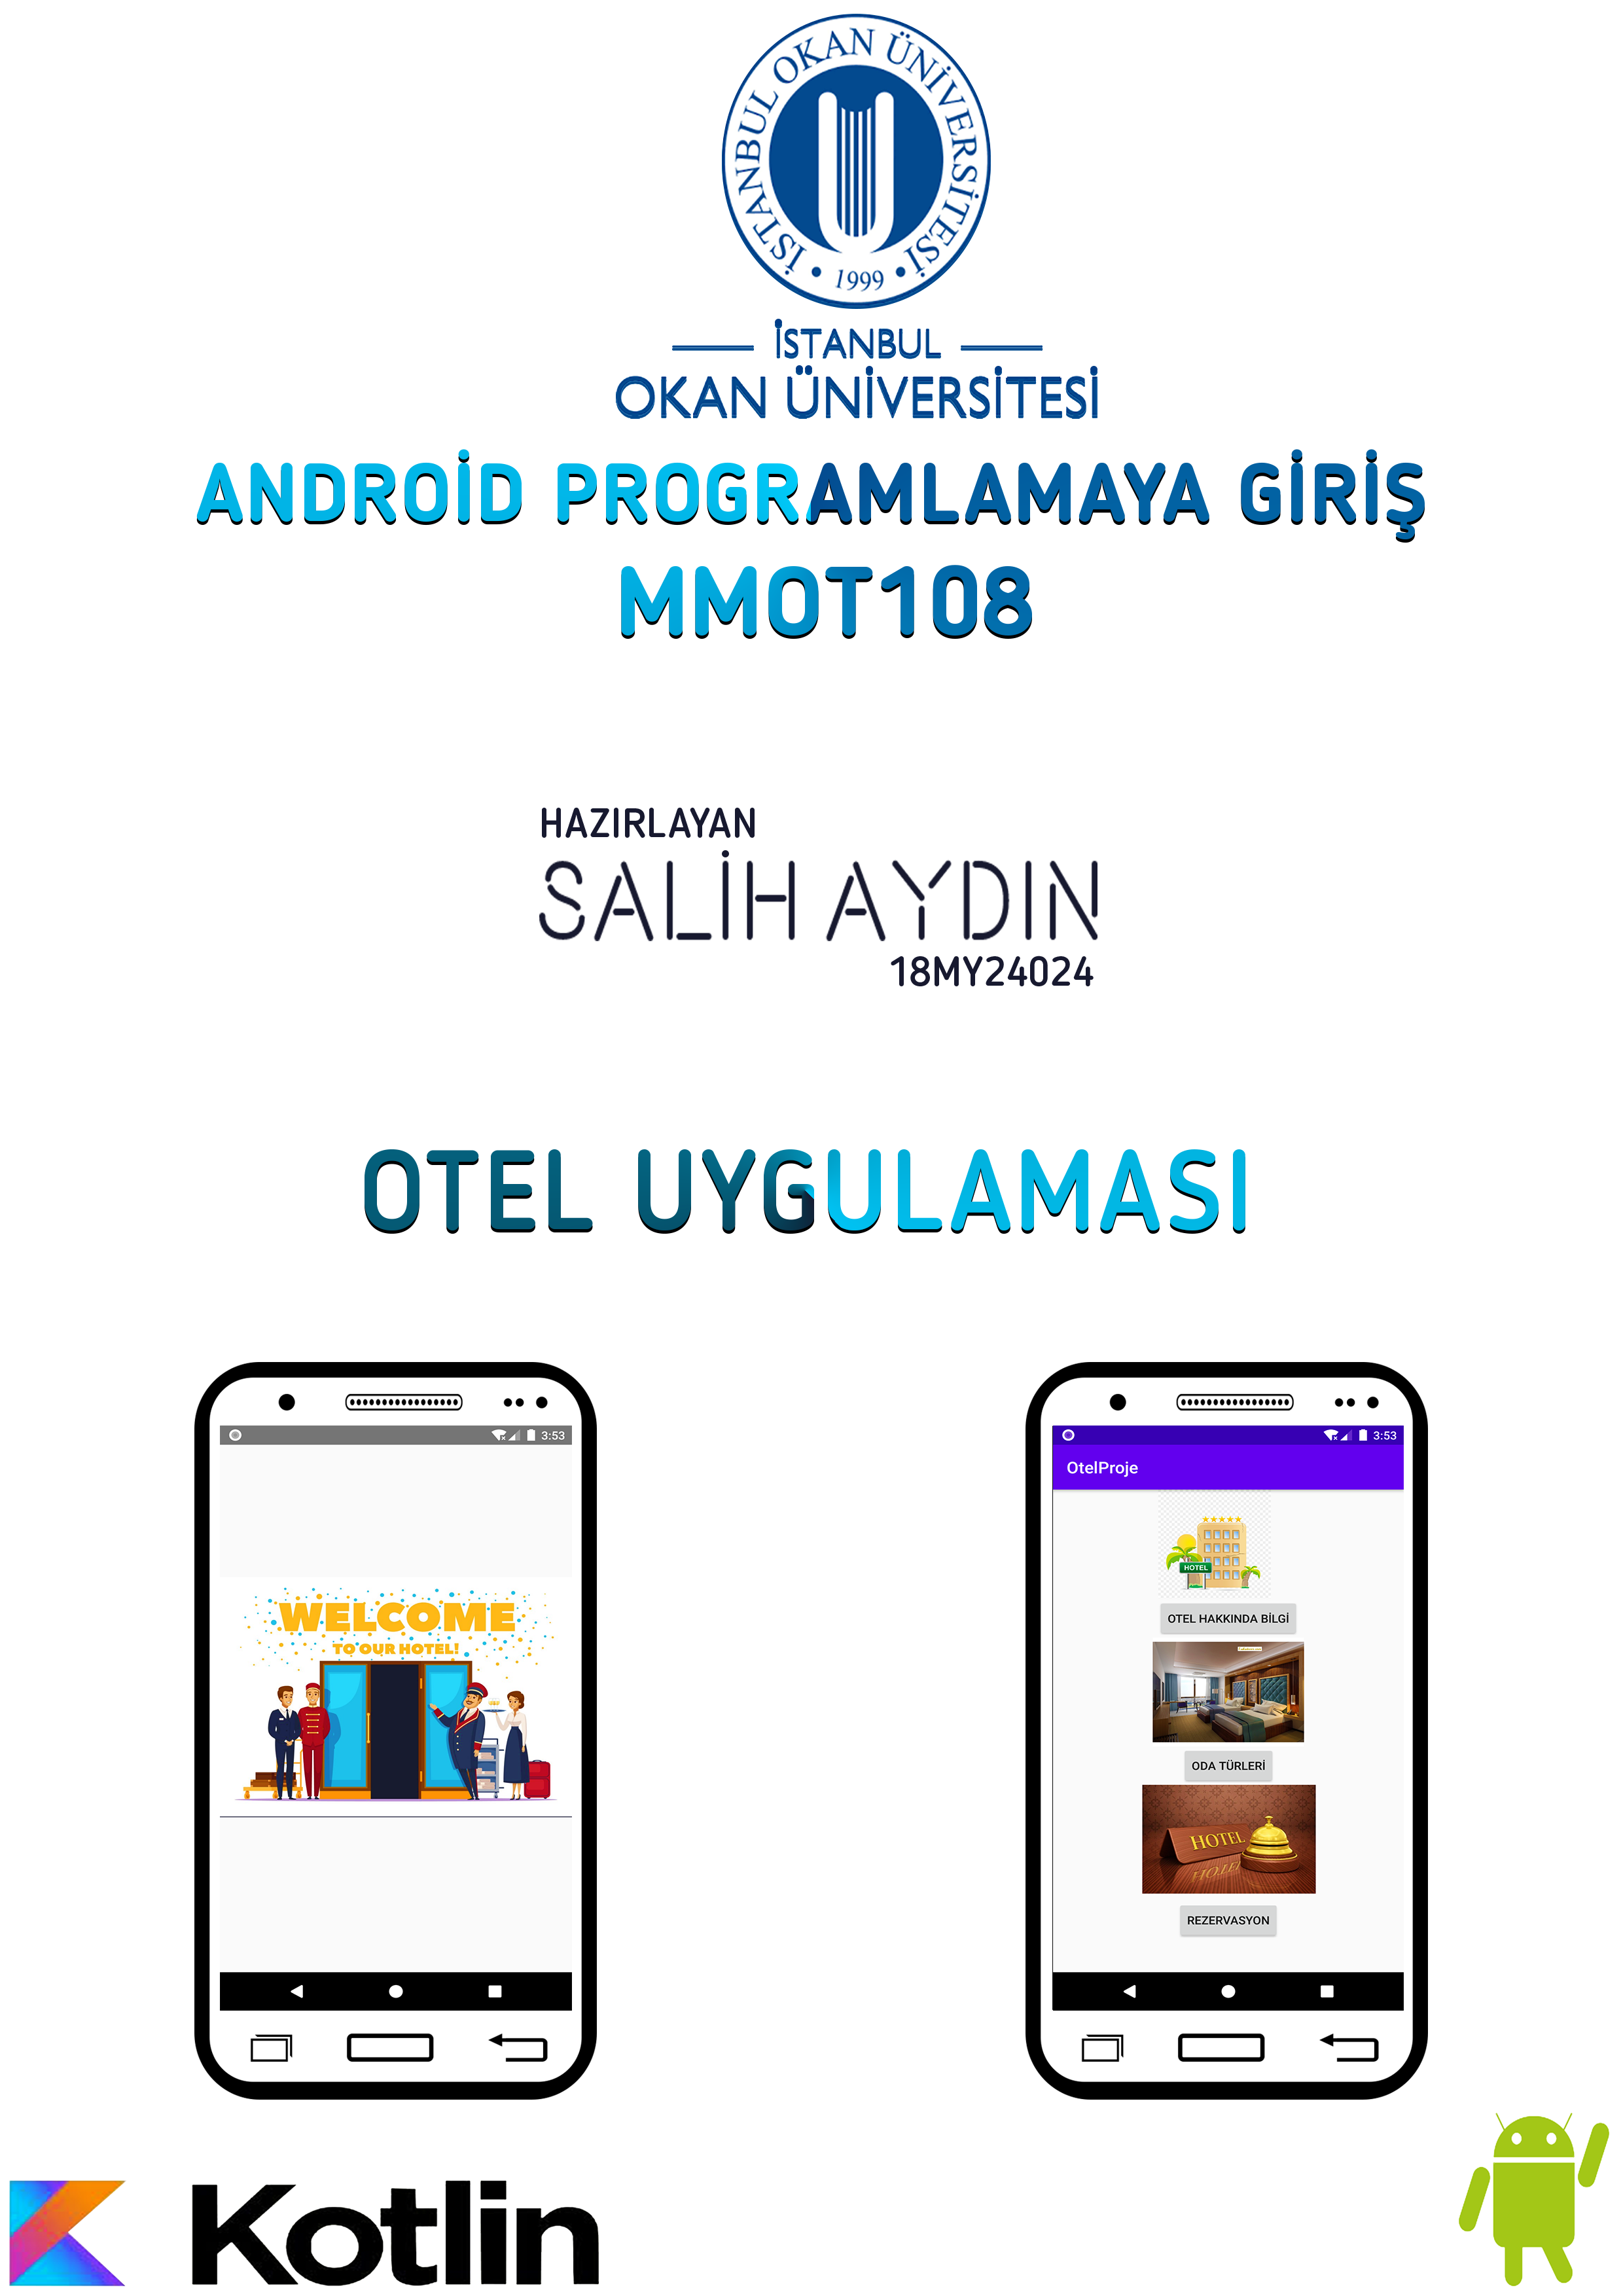 İSTANBUL OKAN ÜNİVERSİTESİ
1999
İSTANBUL
OKAN ÜNİVERSİTESİ
ANDROİD PROGRAMLAMAYA GİRİŞ
MMOT108
HAZIRLAYAN
SALİH AYDIN
18MY24024
OTEL UYGULAMASI
3:53
WELCOME
TO OUR HOTEL!
3:53
OtelProje
HOTEL
OTEL HAKKINDA BİLGİ
ODA TÜRLERİ
HOTEL
REZERVASYON
Kotlin